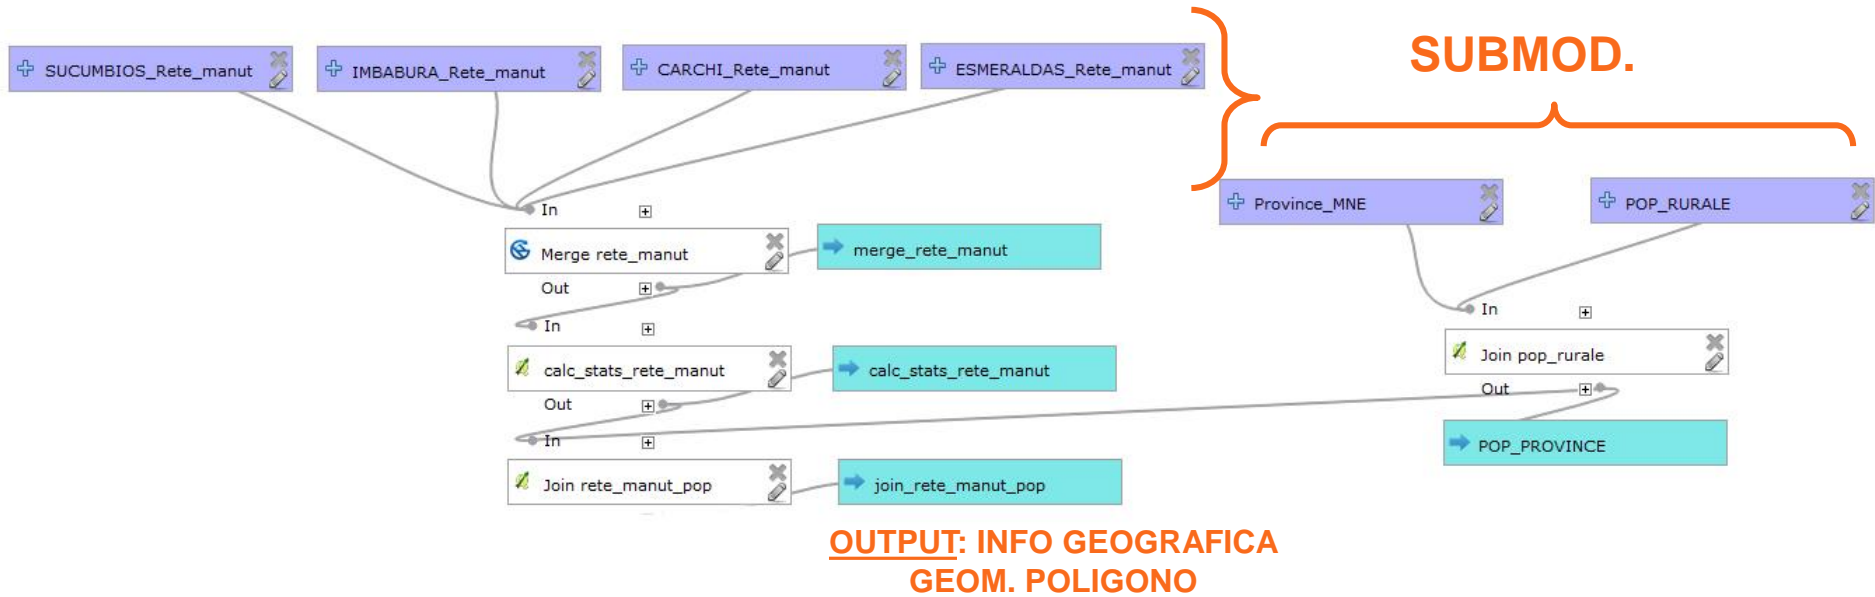 SUBMOD.
SUCUMBIOS_Rete_manut
IMBABURA_Rete_manut
CARCHI_Rete_manut
ESMERALDAS_Rete_manut
Province_MNE
POP_RURALE
In
Merge rete_manut
merge_rete_manut
Out
In
calc_stats_rete_manut
calc_stats_rete_manut
Out
In
Join rete_manut_pop
join_rete_manut_pop
In
Join pop_rurale
Out
POP_PROVINCE
OUTPUT: INFO GEOGRAFICA
GEOM. POLIGONO